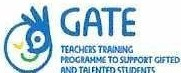 GATE
TEACHERS TRAINING
PROGRAMME TO SUPPORT GIFTED
AND TALENTED STUDENTS